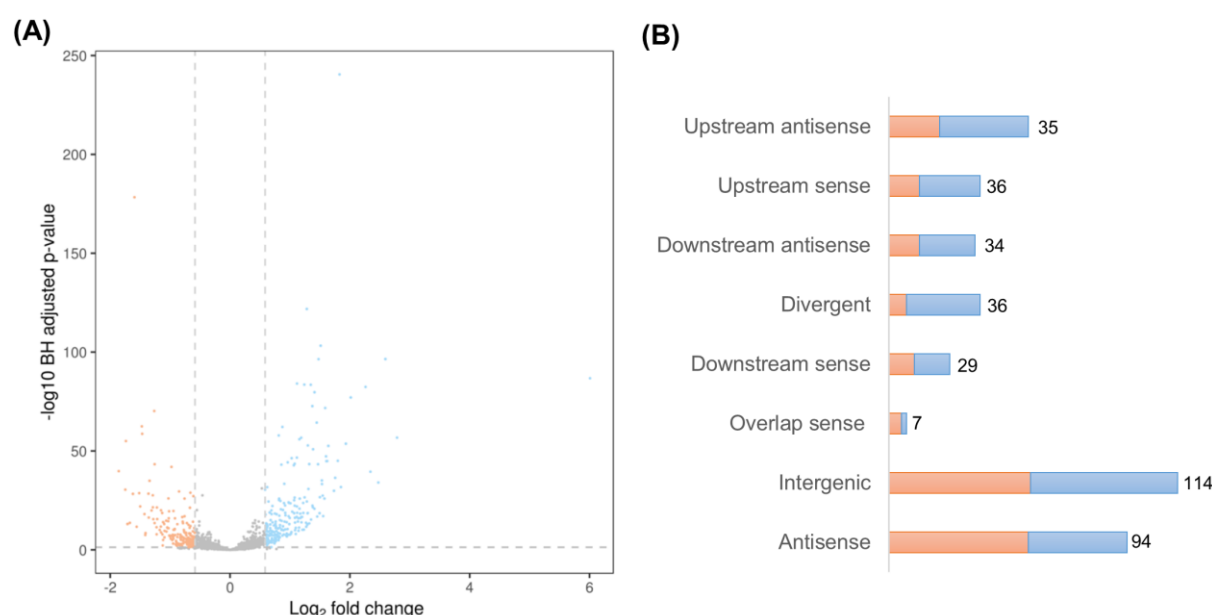 (A)
250
200
150
100
50
0
-log10 BH adjusted p-value
-2
0
2
4
6
Log₂ fold change
(B)
Upstream antisense 35
Upstream sense 36
Downstream antisense 34
Divergent 36
Downstream sense 29
Overlap sense 7
Intergenic 114
Antisense 94